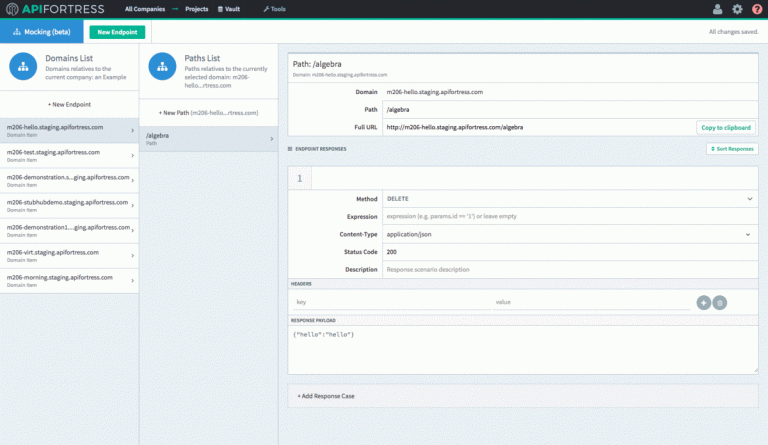 APIFORTRESS
All Companies → Projects
Vault
Tools
Mocking (beta)
New Endpoint
All changes saved.
Domains List
Domains relatives to the
current company: an Example
+ New Endpoint
m206-hello.staging.apifortress.com
Domain Item
m206-test.staging.apifortress.com
Domain Item
m206-demonstration.s...ging.apifortress.com
Domain Item
m206-stubhubdemo.staging.apifortress.com
Domain Item
m206-demonstration1....ging.apifortress.com
Domain Item
m206-virt.staging.apifortress.com
Domain Item
m206-morning.staging.apifortress.com
Domain Item
Paths List
Paths relatives to the currently
selected domain: m206-
hello...rtress.com
+ New Path (m206-hello...rtress.com)
/algebra
Path
Path: /algebra
Domain: m206-hello.staging.apifortress.com
Domain m206-hello.staging.apifortress.com
Path /algebra
Full URL http://m206-hello.staging.apifortress.com/algebra
Copy to clipboard
ENDPOINT RESPONSES
Sort Responses
1
Method DELETE
Expression expression (e.g. params.id == '1') or leave empty
Content-Type application/json
Status Code 200
Description Response scenario description
HEADERS
key value
RESPONSE PAYLOAD
{"hello":"hello"}
+ Add Response Case